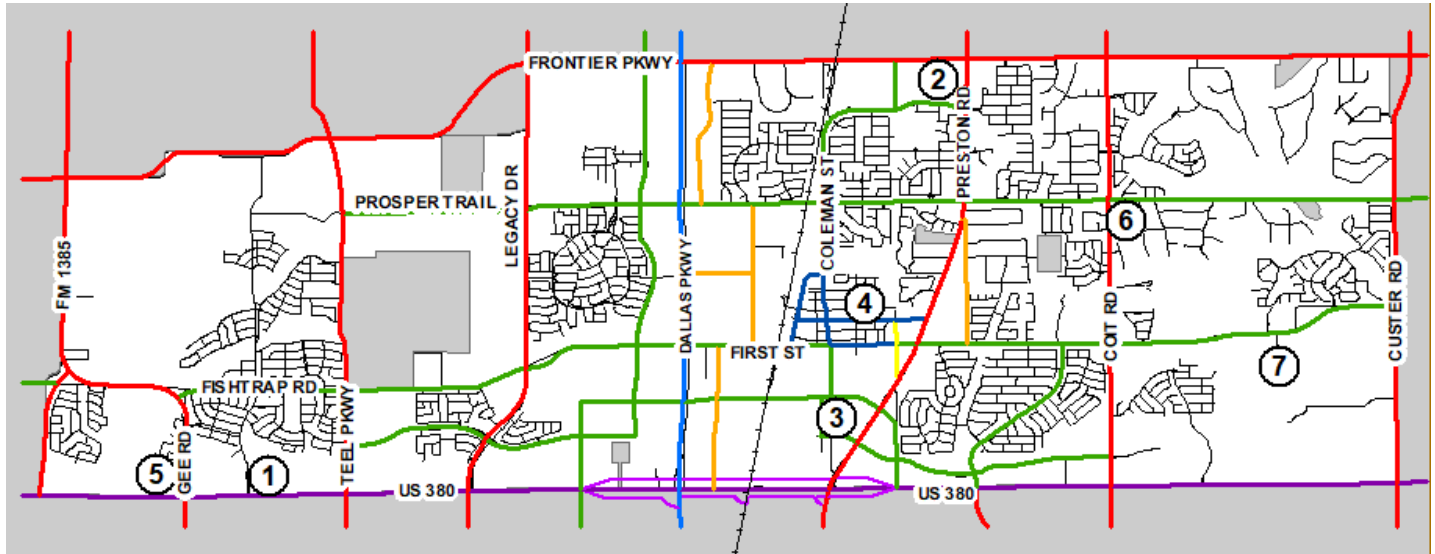 FRONTIER PKWY
2
PRESTON RD
COLEMAN ST
PROSPER TRAIL
LEGACY DR
6
FM 1385
DALLAS PKWY
4
CUSTER RD
COIT RD
FIRST ST
7
FISHTRAP RD
TEEL PKWY
3
GEE RD
5
1
US 380
US 380